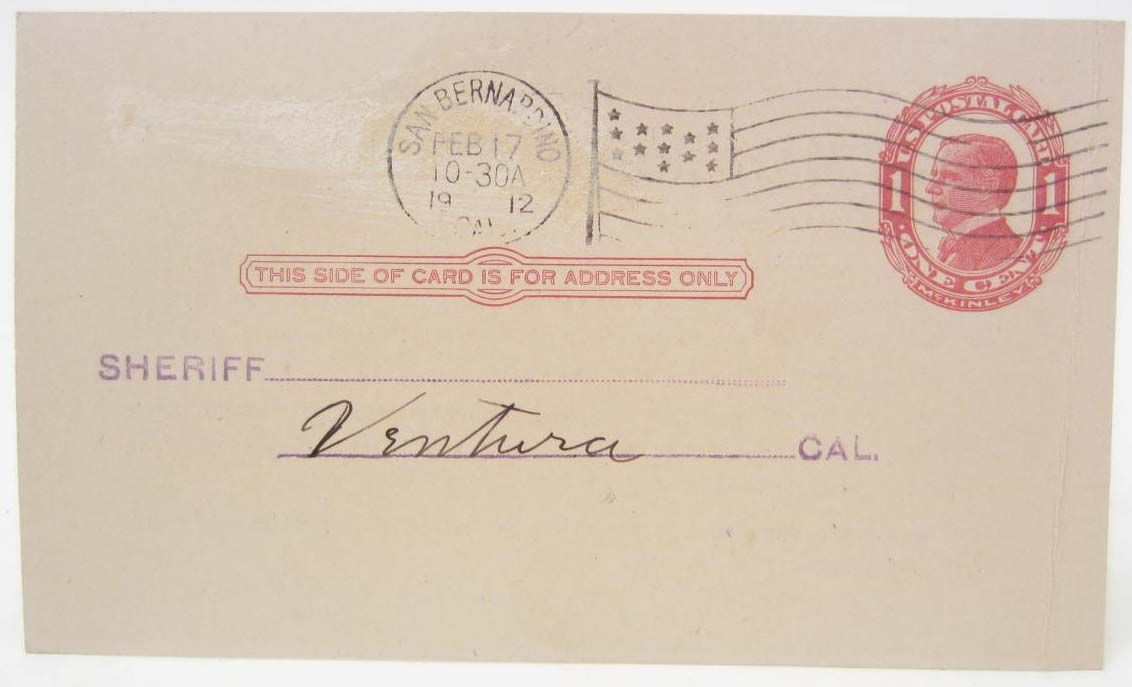 SAN BERNARDINO
FEB 17
10-30A
19 12
CAL
U.S. POSTAL CARD
1 1
· ONE CENT ·
McKINLEY
THIS SIDE OF CARD IS FOR ADDRESS ONLY
SHERIFF
Ventura CAL.